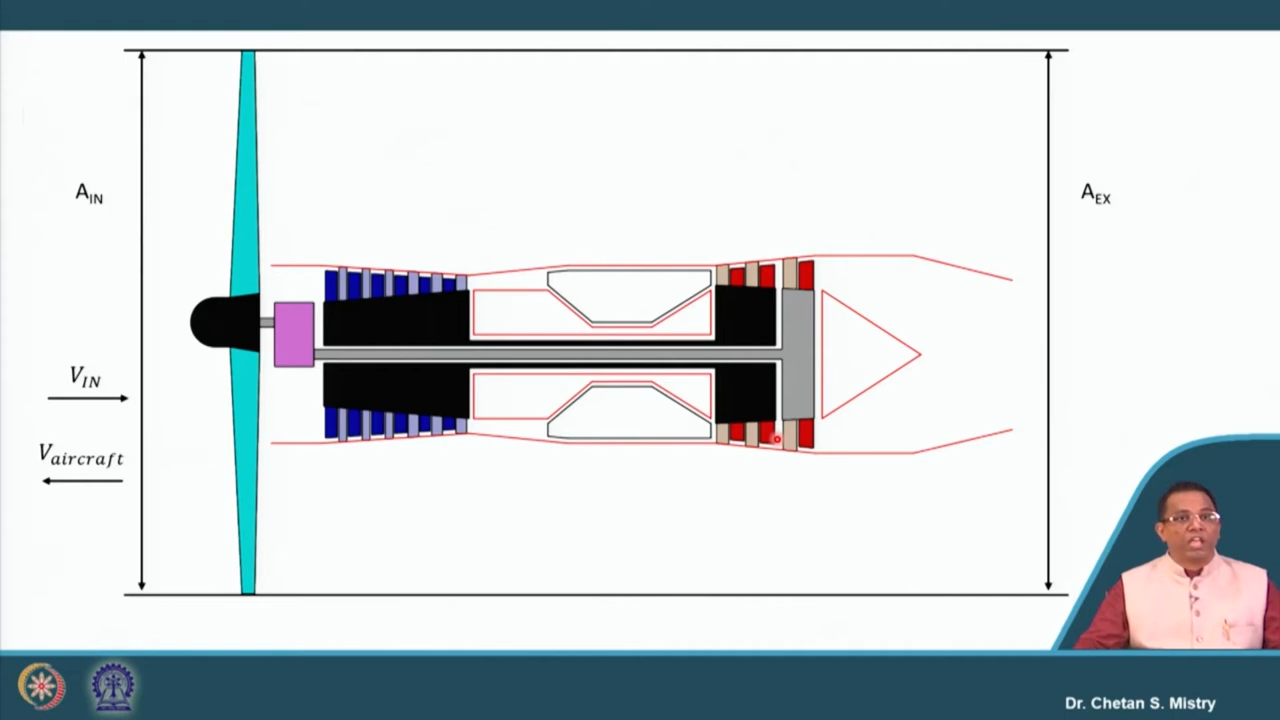 A_IN
A_EX
V_IN
V_aircraft
Dr. Chetan S. Mistry